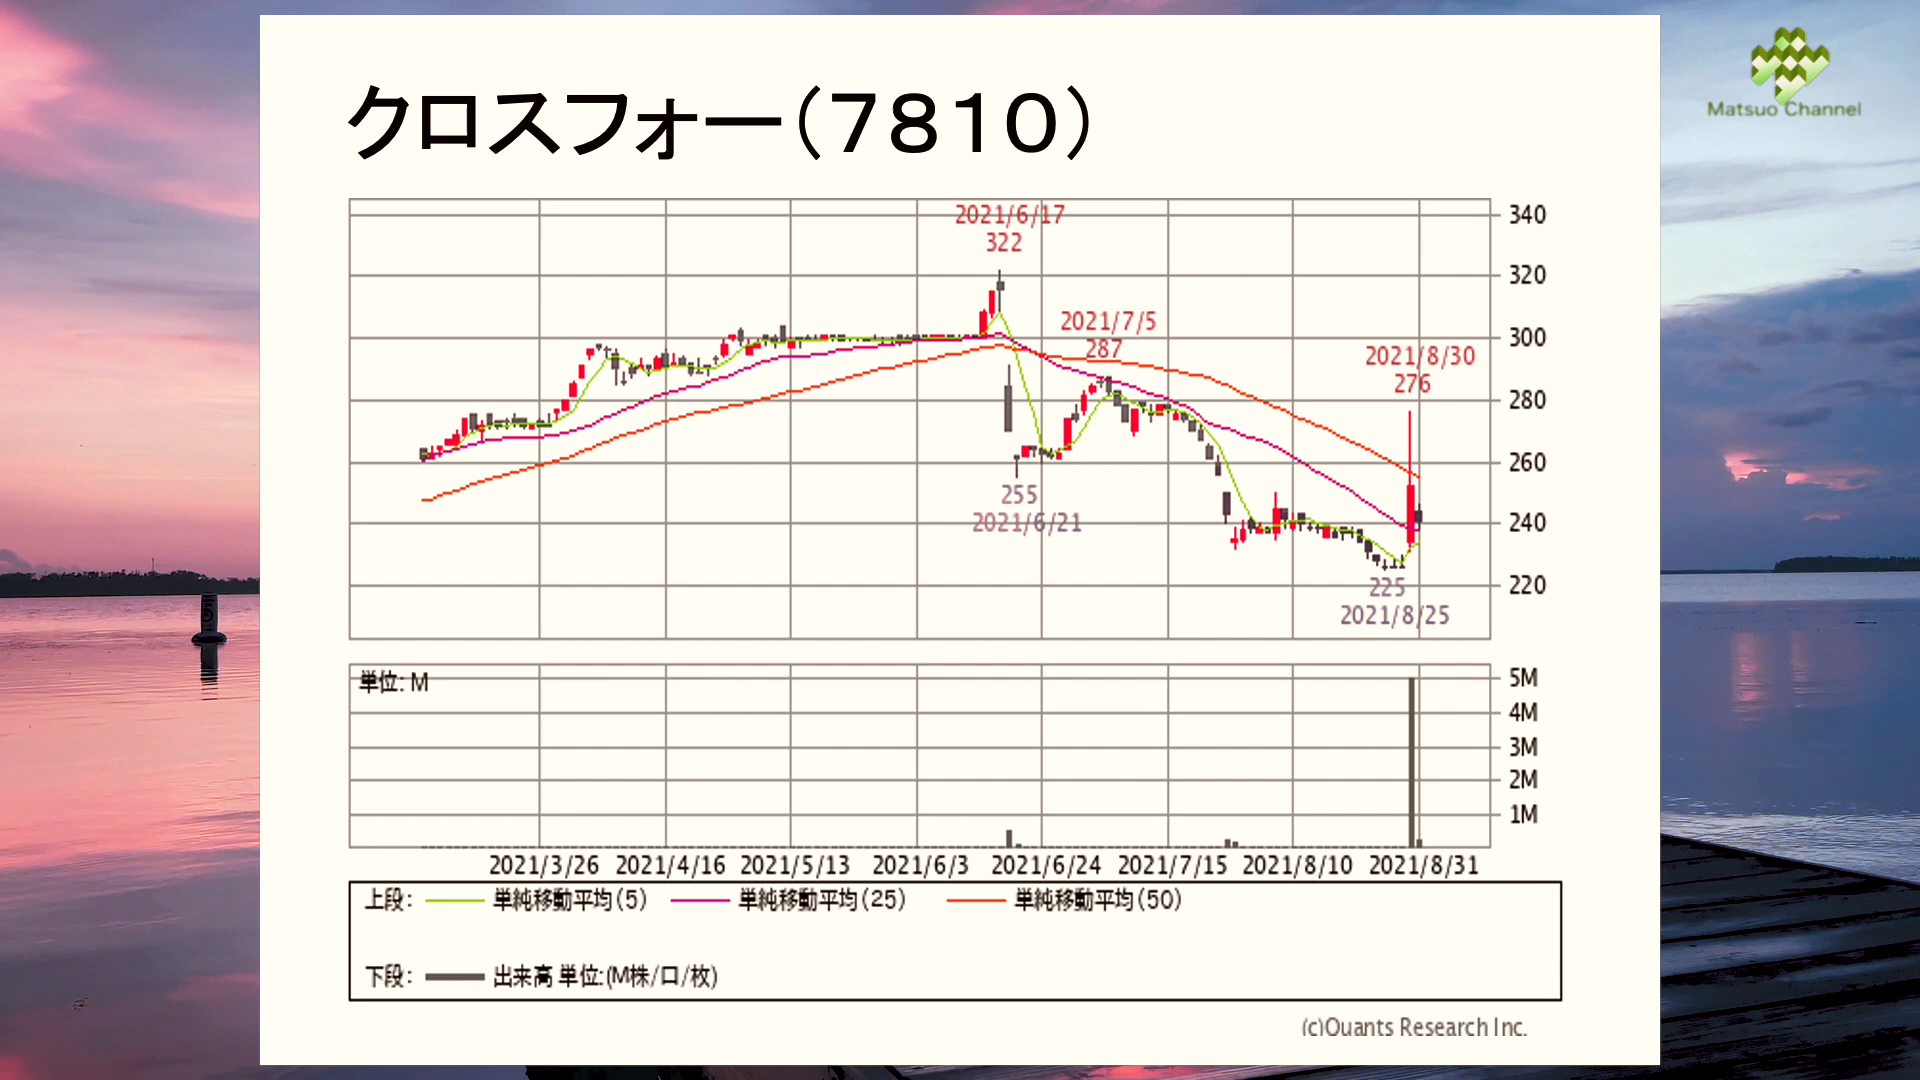 クロスフォー(7810)
Matsuo Channel
2021/6/17
322
2021/7/5
287
2021/8/30
276
255
2021/6/21
225
2021/8/25
340
320
300
280
260
240
220
単位: M
5M
4M
3M
2M
1M
2021/3/26 2021/4/16 2021/5/13 2021/6/3 2021/6/24 2021/7/15 2021/8/10 2021/8/31
上段: 単純移動平均(5) 単純移動平均(25) 単純移動平均(50)
下段: 出来高 単位:(M株/口/枚)
(c)Quants Research Inc.